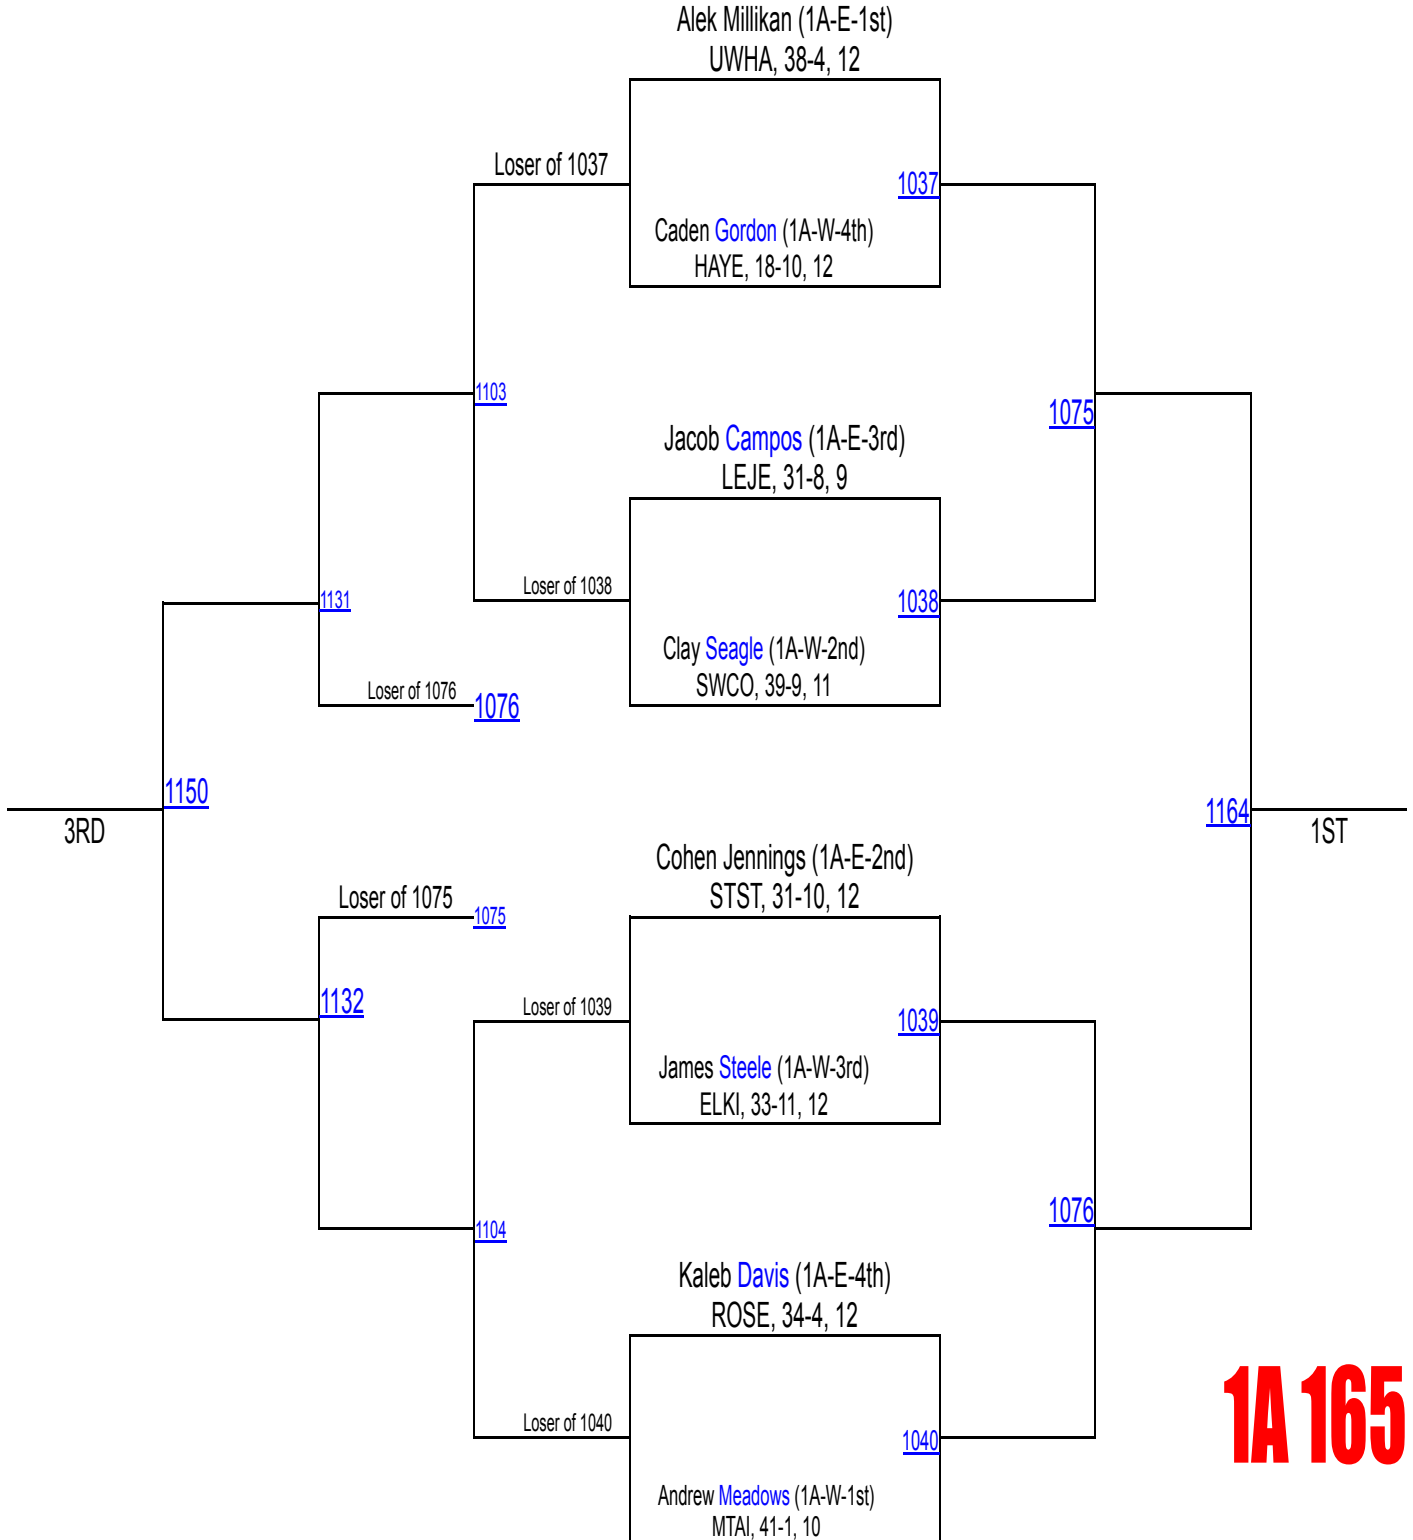 Alek Millikan (1A-E-1st)
UWHA, 38-4, 12
Loser of 1037
1037
Caden Gordon (1A-W-4th)
HAYE, 18-10, 12
1103
1075
Jacob Campos (1A-E-3rd)
LEJE, 31-8, 9
Loser of 1038
1038
1131
Clay Seagle (1A-W-2nd)
SWCO, 39-9, 11
Loser of 1076
1076
1150
3RD
1164
1ST
Cohen Jennings (1A-E-2nd)
STST, 31-10, 12
Loser of 1075
1075
1132
Loser of 1039
1039
James Steele (1A-W-3rd)
ELKI, 33-11, 12
1076
1104
Kaleb Davis (1A-E-4th)
ROSE, 34-4, 12
Loser of 1040
1040
1A 165
Andrew Meadows (1A-W-1st)
MTAI, 41-1, 10